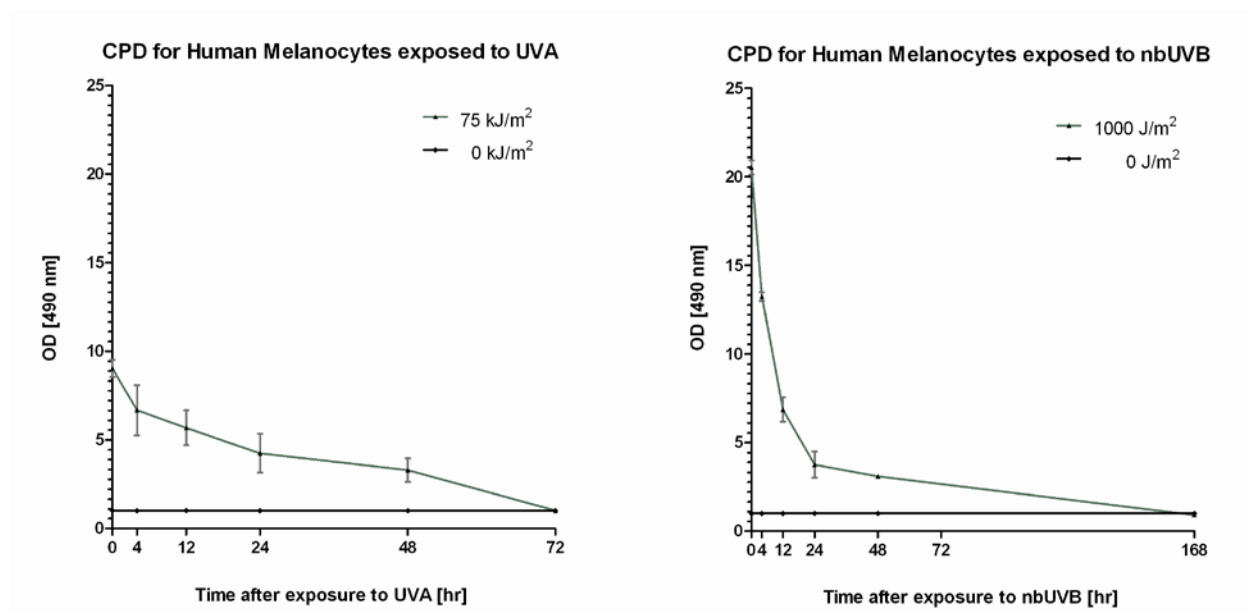 CPD for Human Melanocytes exposed to UVA
25
20
15
10
5
0
OD [490 nm]
75 kJ/m²
0 kJ/m²
0 4 12 24 48 72
Time after exposure to UVA [hr]
CPD for Human Melanocytes exposed to nbUVB
25
20
15
10
5
0
OD [490 nm]
1000 J/m²
0 J/m²
0 4 12 24 48 72 168
Time after exposure to nbUVB [hr]